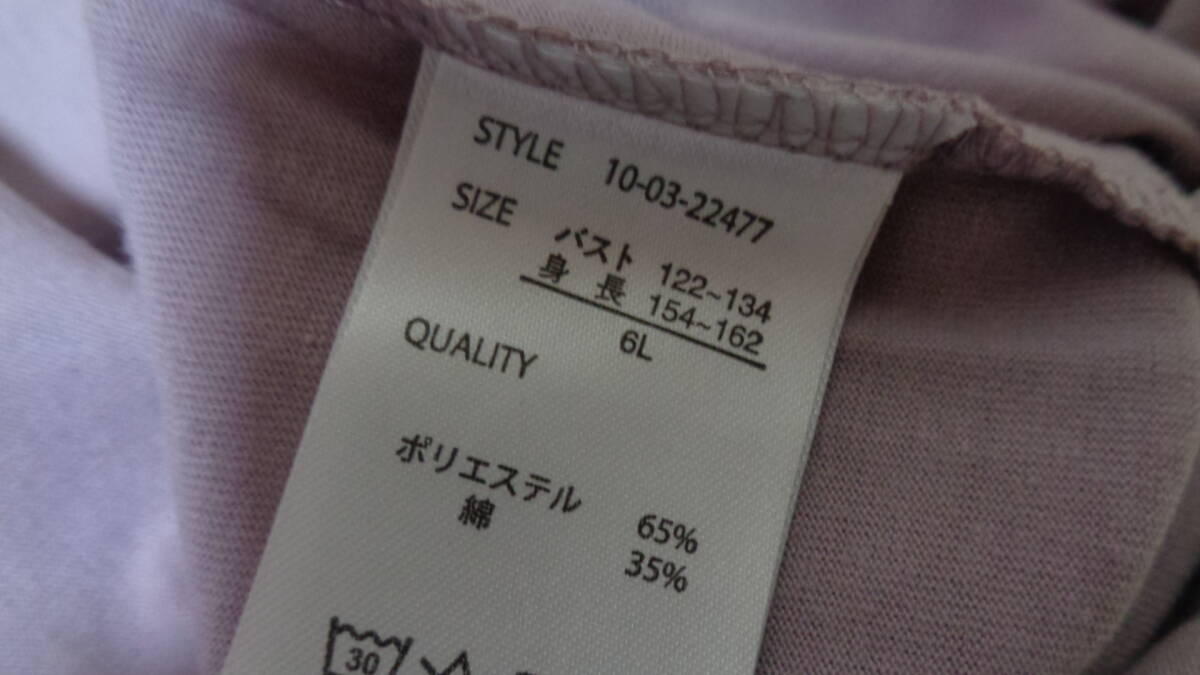 STYLE 10-03-22477
SIZE バスト 122~134
身長 154~162
6L
QUALITY
ポリエステル 65%
綿 35%
30